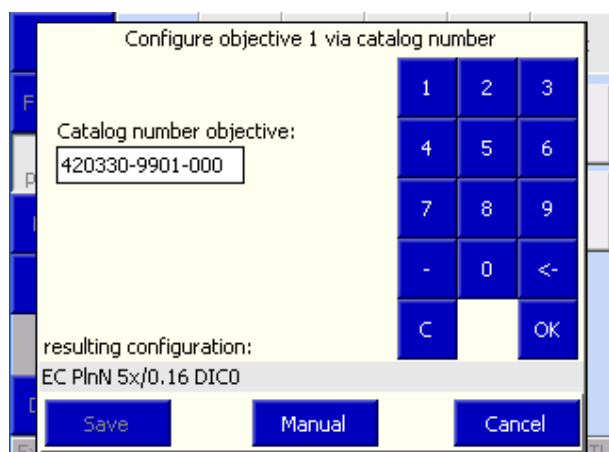 Configure objective 1 via catalog number
1 2 3
Catalog number objective:
4 5 6
420330-9901-000
7 8 9
- 0 <-
C OK
resulting configuration:
EC PlnN 5x/0.16 DIC0
Save Manual Cancel